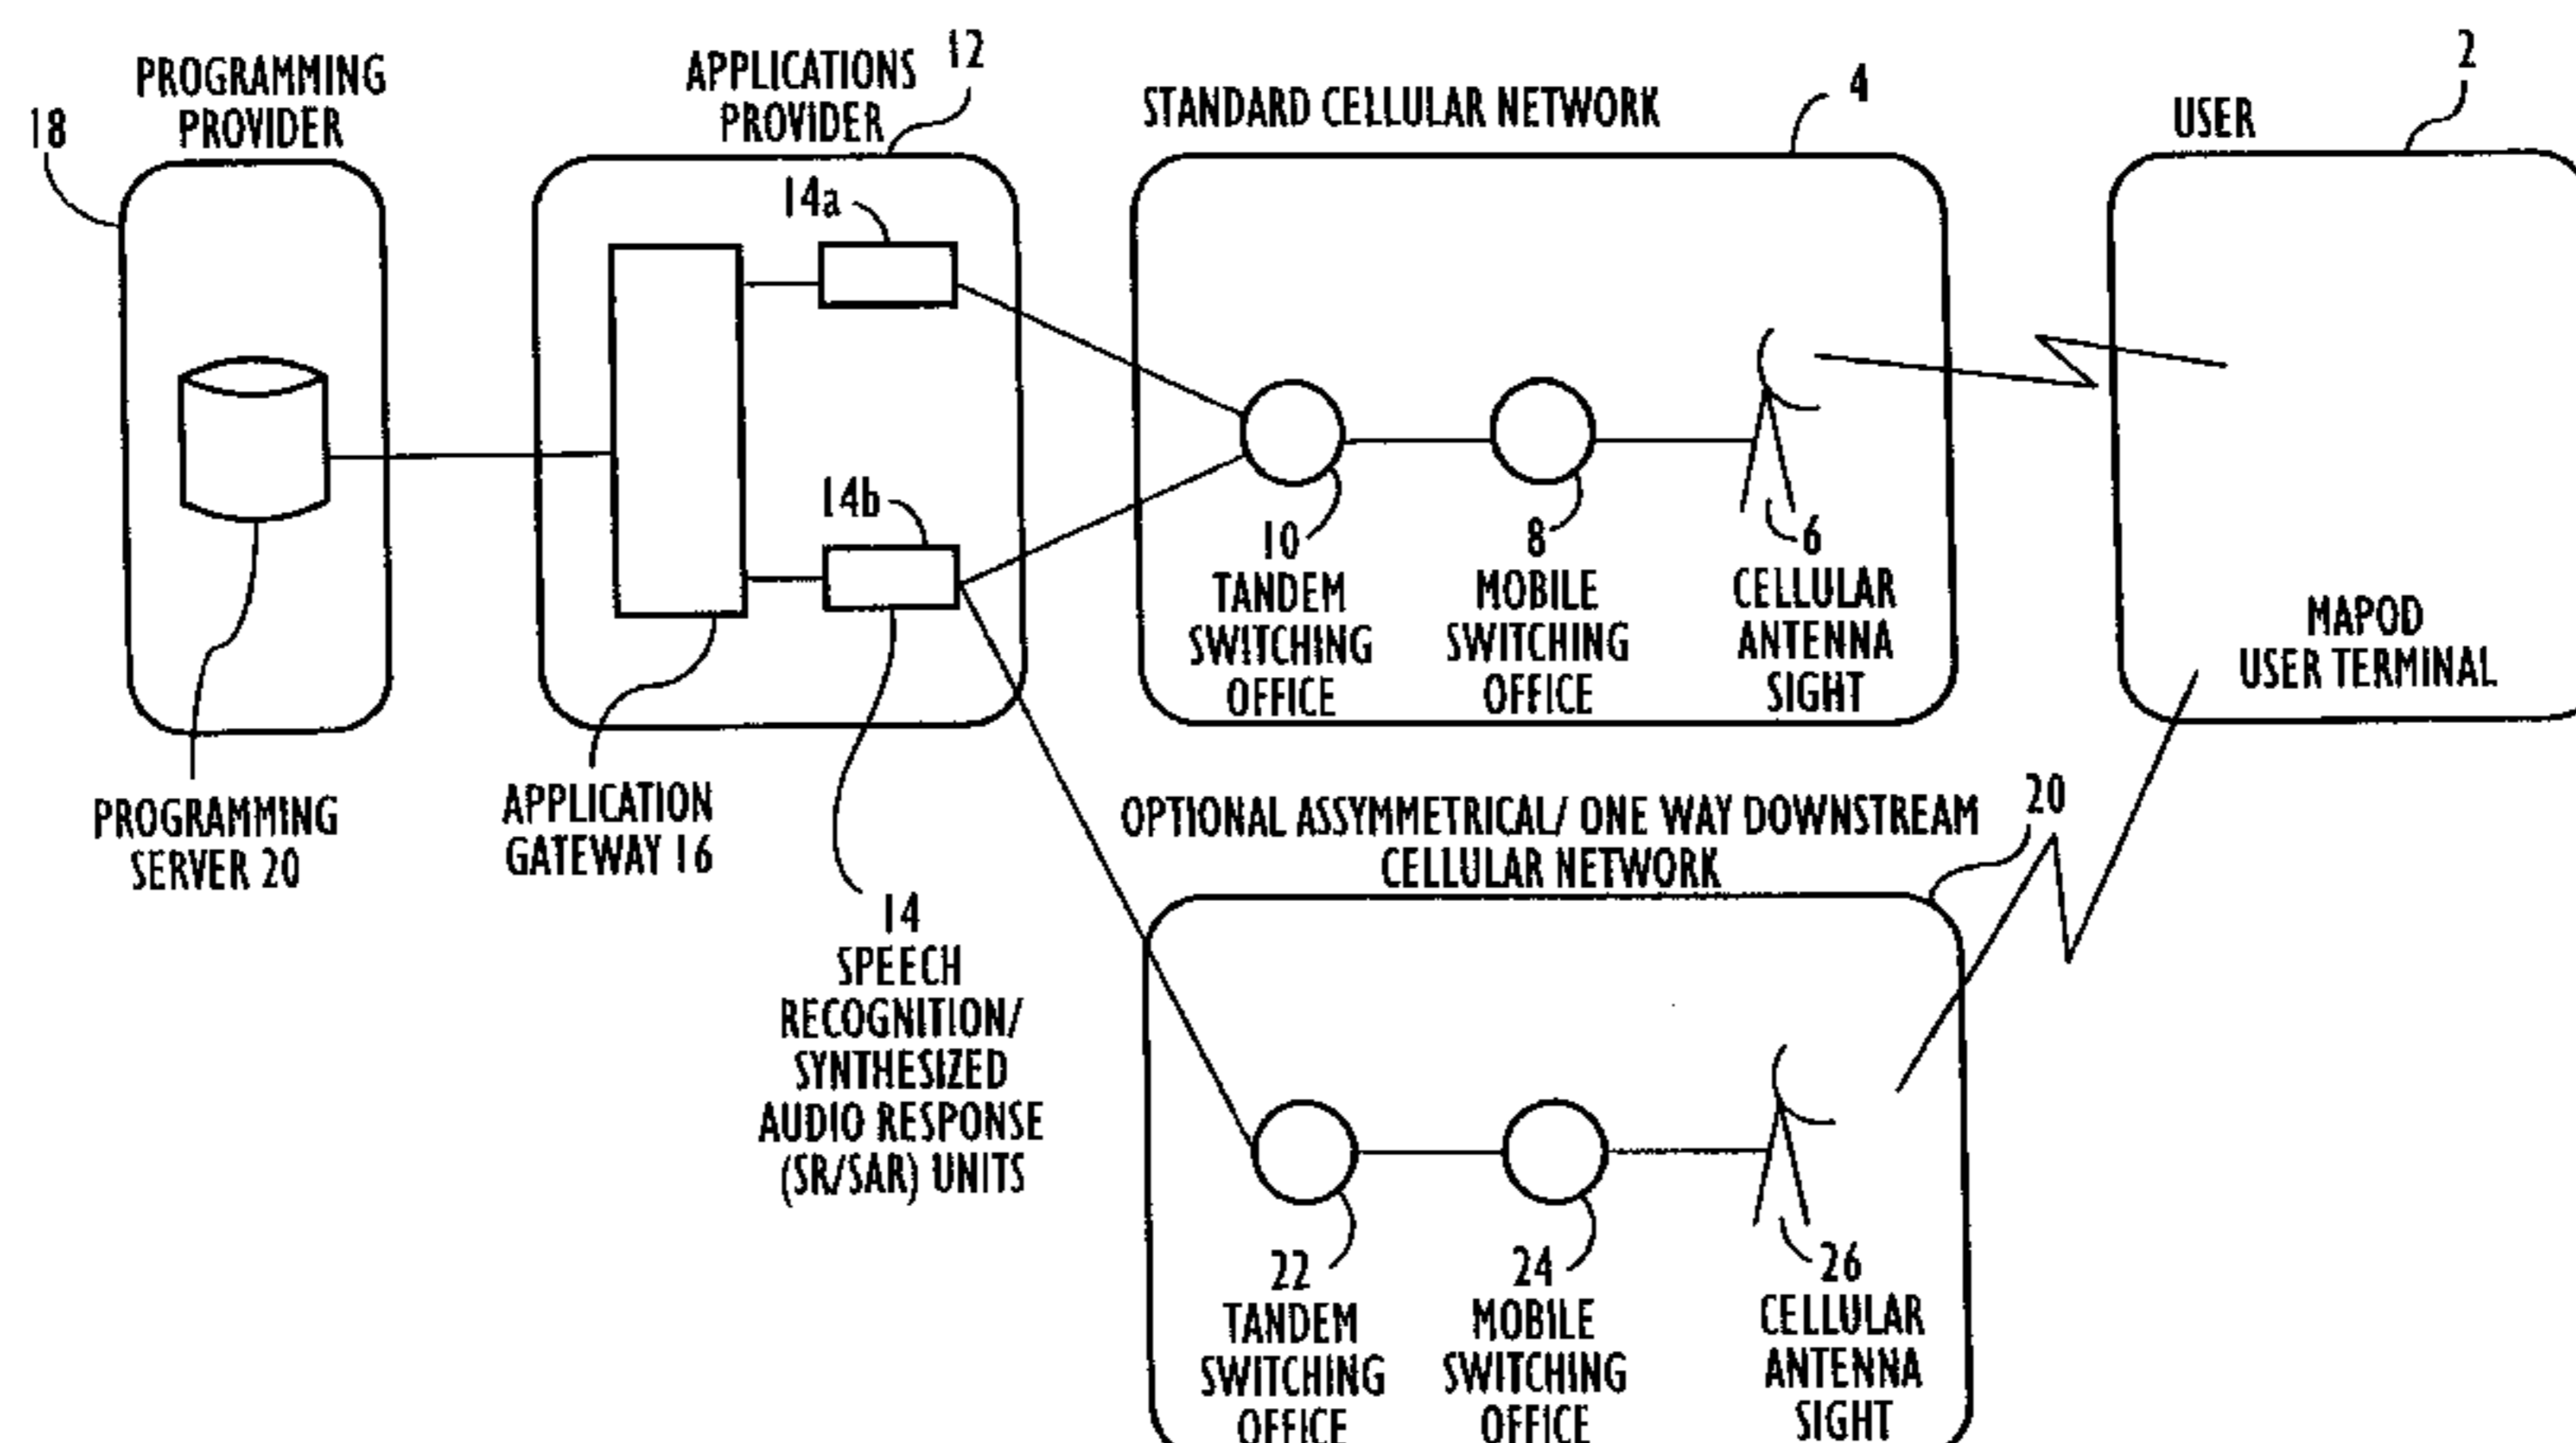 PROGRAMMING
PROVIDER
18
APPLICATIONS
PROVIDER
12
STANDARD CELLULAR NETWORK
4
USER
2
14a
14b
10
TANDEM
SWITCHING
OFFICE
8
MOBILE
SWITCHING
OFFICE
6
CELLULAR
ANTENNA
SIGHT
MAPOD
USER TERMINAL
PROGRAMMING
SERVER 20
APPLICATION
GATEWAY 16
14
SPEECH
RECOGNITION/
SYNTHESIZED
AUDIO RESPONSE
(SR/SAR) UNITS
OPTIONAL ASSYMMETRICAL/ ONE WAY DOWNSTREAM
CELLULAR NETWORK
20
22
TANDEM
SWITCHING
OFFICE
24
MOBILE
SWITCHING
OFFICE
26
CELLULAR
ANTENNA
SIGHT